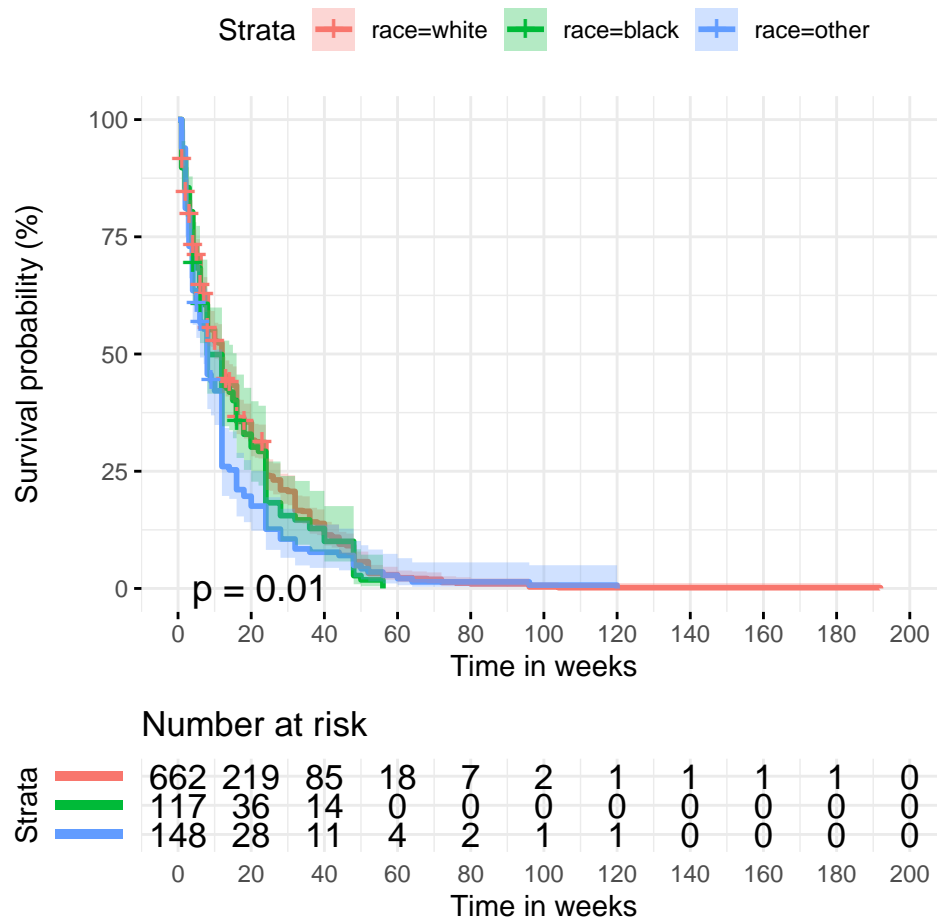 Strata race=white race=black race=other
Survival probability (%)
100
75
50
25
0
p = 0.01
0 20 40 60 80 100 120 140 160 180 200
Time in weeks
Number at risk
Strata
662 219 85 18 7 2 1 1 1 1 0
117 36 14 0 0 0 0 0 0 0 0
148 28 11 4 2 1 1 0 0 0 0
0 20 40 60 80 100 120 140 160 180 200
Time in weeks